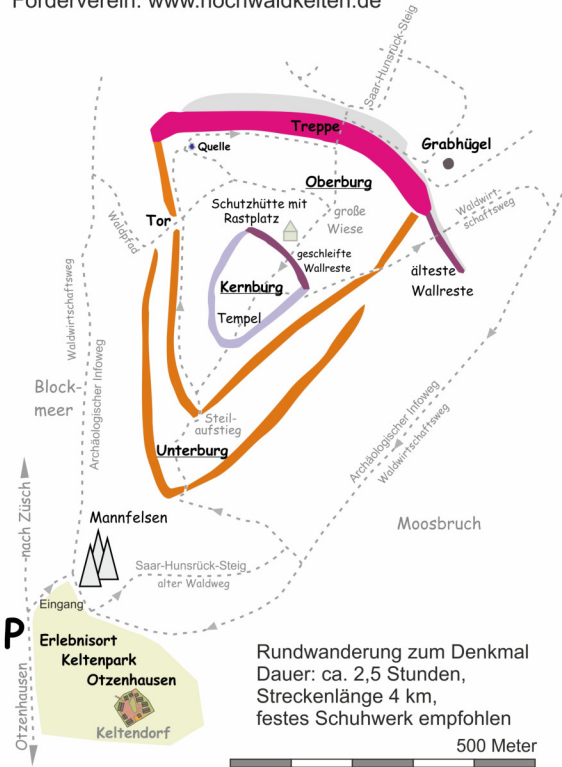 Förderverein: www.hochwaldkelten.de
Saar-Hunsrück-Steig
Treppe
Grabhügel
Quelle
Oberburg
Schutzhütte mit
Rastplatz
große
Wiese
Waldwirt-
schaftsweg
Tor
Waldpfad
geschleifte
Wallreste
älteste
Wallreste
Kernburg
Tempel
Waldwirtschaftsweg
Archäologischer Infoweg
Block-
meer
Steil-
aufstieg
Unterburg
Archäologischer Infoweg
Waldwirtschaftsweg
Moosbruch
nach Züsch
Mannfelsen
Saar-Hunsrück-Steig
alter Waldweg
Eingang
P
Erlebnisort
Keltenpark
Otzenhausen
Keltendorf
Otzenhausen
Rundwanderung zum Denkmal
Dauer: ca. 2,5 Stunden,
Streckenlänge 4 km,
festes Schuhwerk empfohlen
500 Meter